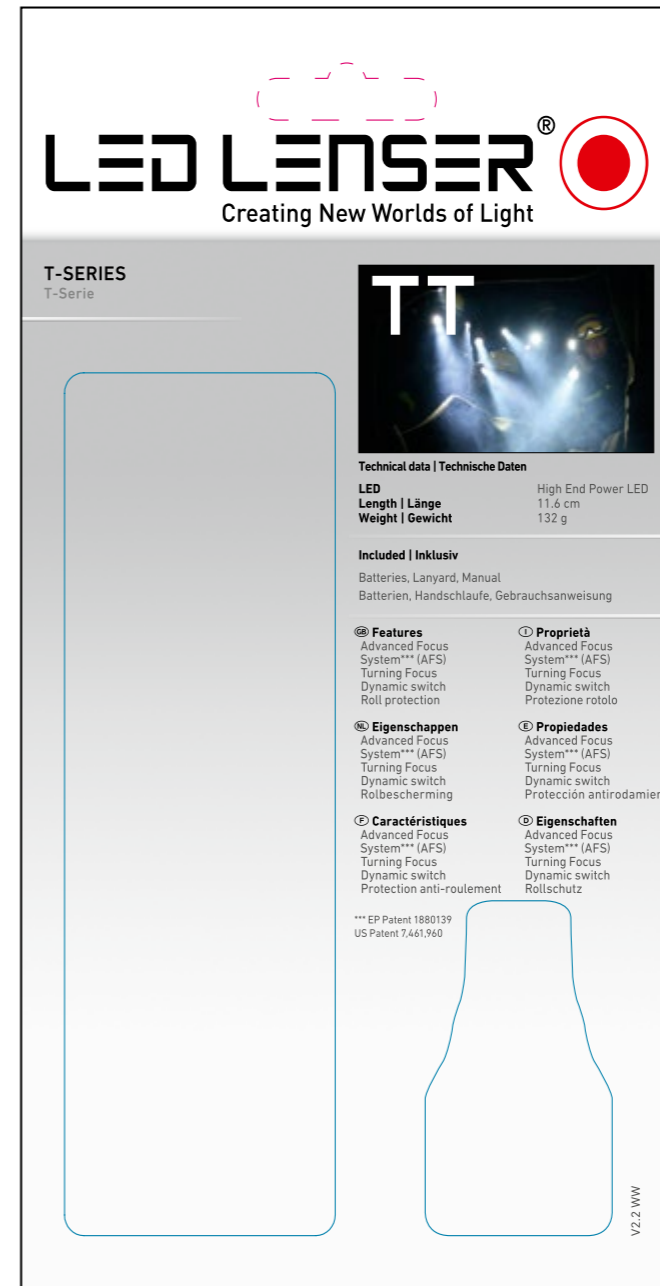 LED LENSER®
Creating New Worlds of Light
T-SERIES
T-Serie
TT
Technical data | Technische Daten
LED High End Power LED
Length | Länge 11.6 cm
Weight | Gewicht 132 g
Included | Inklusiv
Batteries, Lanyard, Manual
Batterien, Handschlaufe, Gebrauchsanweisung
GB Features
Advanced Focus
System*** (AFS)
Turning Focus
Dynamic switch
Roll protection
I Proprietà
Advanced Focus
System*** (AFS)
Turning Focus
Dynamic switch
Protezione rotolo
NL Eigenschappen
Advanced Focus
System*** (AFS)
Turning Focus
Dynamic switch
Rolbescherming
E Propiedades
Advanced Focus
System*** (AFS)
Turning Focus
Dynamic switch
Protección antirodamier
F Caractéristiques
Advanced Focus
System*** (AFS)
Turning Focus
Dynamic switch
Protection anti-roulement
D Eigenschaften
Advanced Focus
System*** (AFS)
Turning Focus
Dynamic switch
Rollschutz
*** EP Patent 1880139
US Patent 7,461,960
V2.2 WW